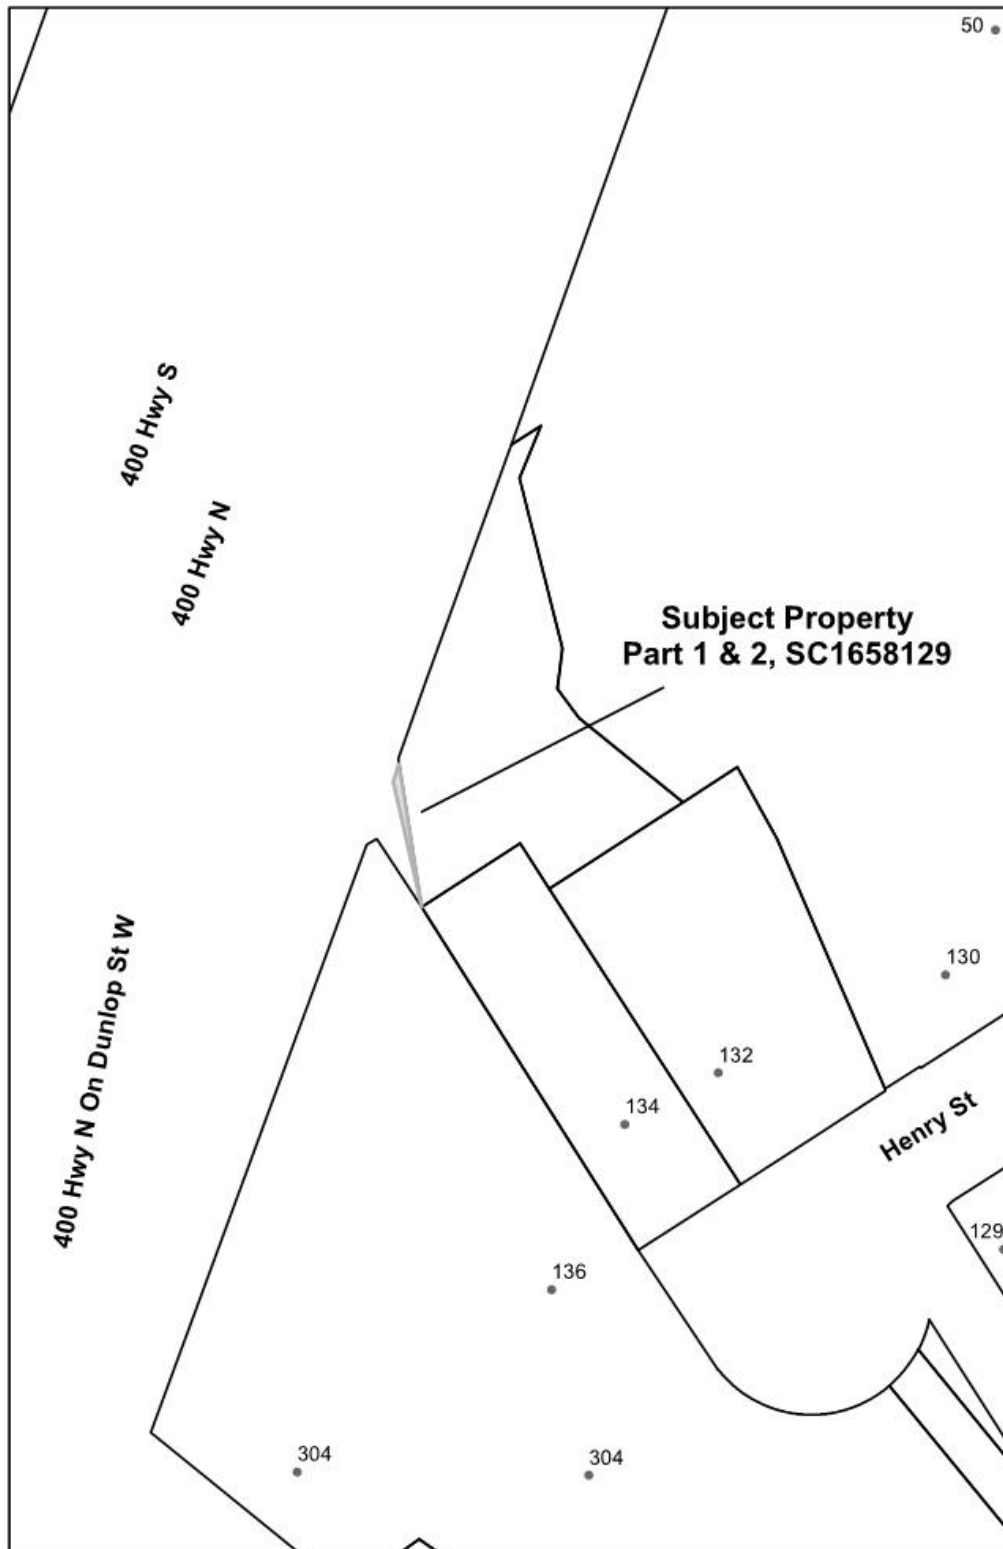 50
400 Hwy S
400 Hwy N
Subject Property
Part 1 & 2, SC1658129
400 Hwy N On Dunlop St W
130
132
134
Henry St
129
136
304
304